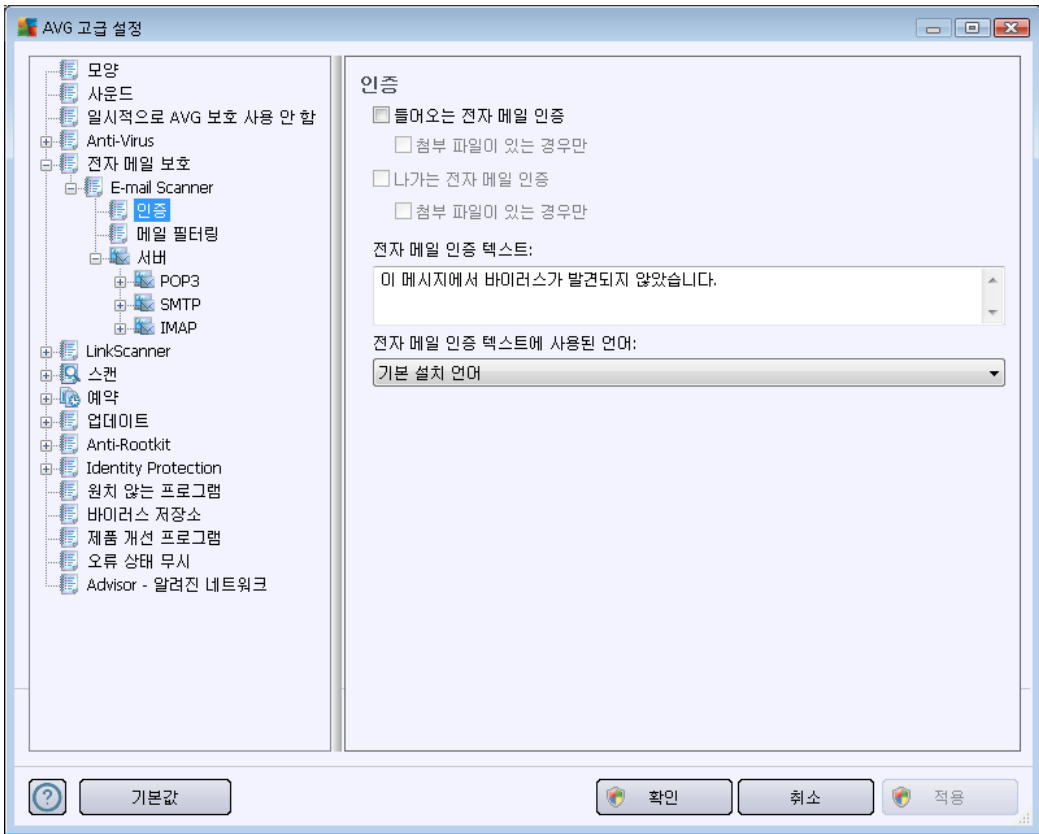 AVG 고급 설정
모양
사운드
일시적으로 AVG 보호 사용 안 함
Anti-Virus
전자 메일 보호
E-mail Scanner
인증
메일 필터링
서버
POP3
SMTP
IMAP
LinkScanner
스캔
예약
업데이트
Anti-Rootkit
Identity Protection
원치 않는 프로그램
바이러스 저장소
제품 개선 프로그램
오류 상태 무시
Advisor - 알려진 네트워크
인증
들어오는 전자 메일 인증
첨부 파일이 있는 경우만
나가는 전자 메일 인증
첨부 파일이 있는 경우만
전자 메일 인증 텍스트:
이 메시지에서 바이러스가 발견되지 않았습니다.
전자 메일 인증 텍스트에 사용된 언어:
기본 설치 언어
기본값
확인
취소
적용